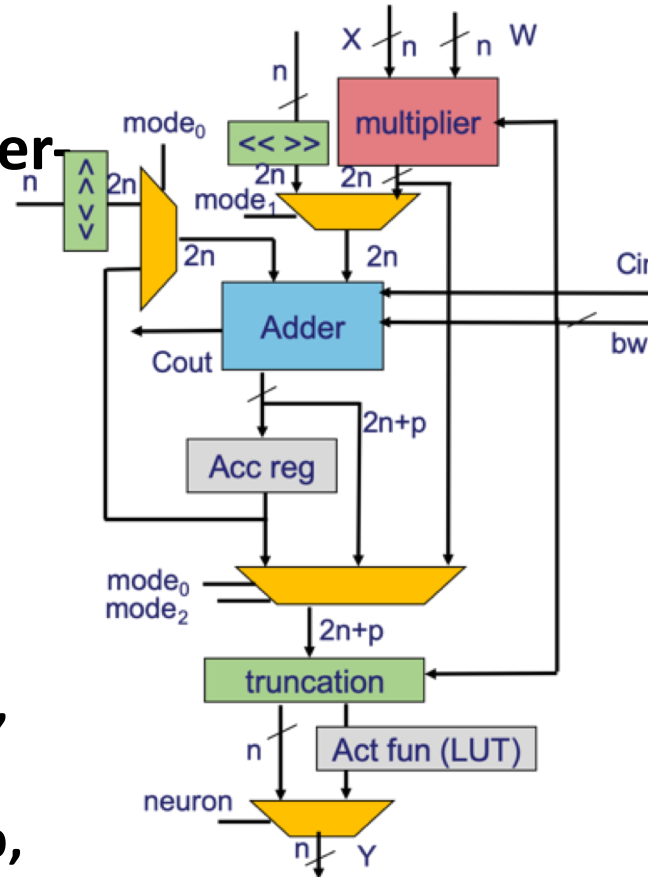 X n n W
n
multiplier
mode₀
er-
<< >>
n << >> 2n
2n 2n
mode₁
2n 2n
Cin
Adder
bw
Cout
2n+p
Acc reg
mode₀
mode₂
2n+p
truncation
,
n Act fun (LUT)
neuron
,
n Y